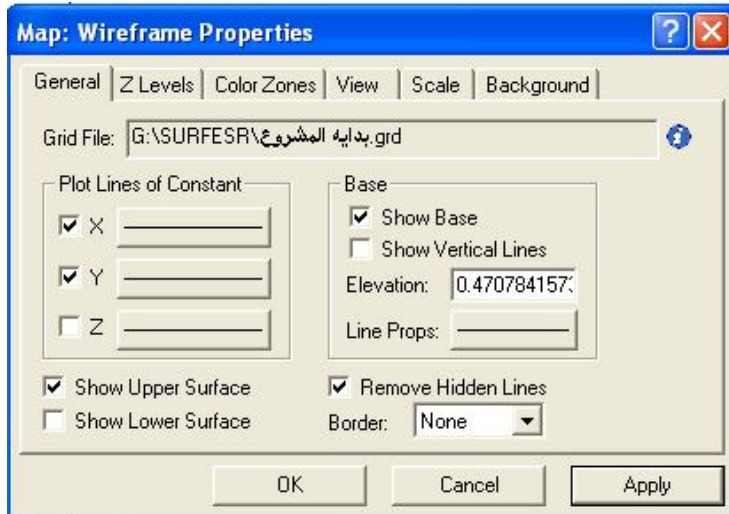 Map: Wireframe Properties
General Z Levels Color Zones View Scale Background
Grid File: G:\SURFESR\بدايه المشروع.grd
Plot Lines of Constant
X
Y
Z
Base
Show Base
Show Vertical Lines
Elevation: 0.4707841573
Line Props:
Show Upper Surface
Show Lower Surface
Remove Hidden Lines
Border: None
OK Cancel Apply